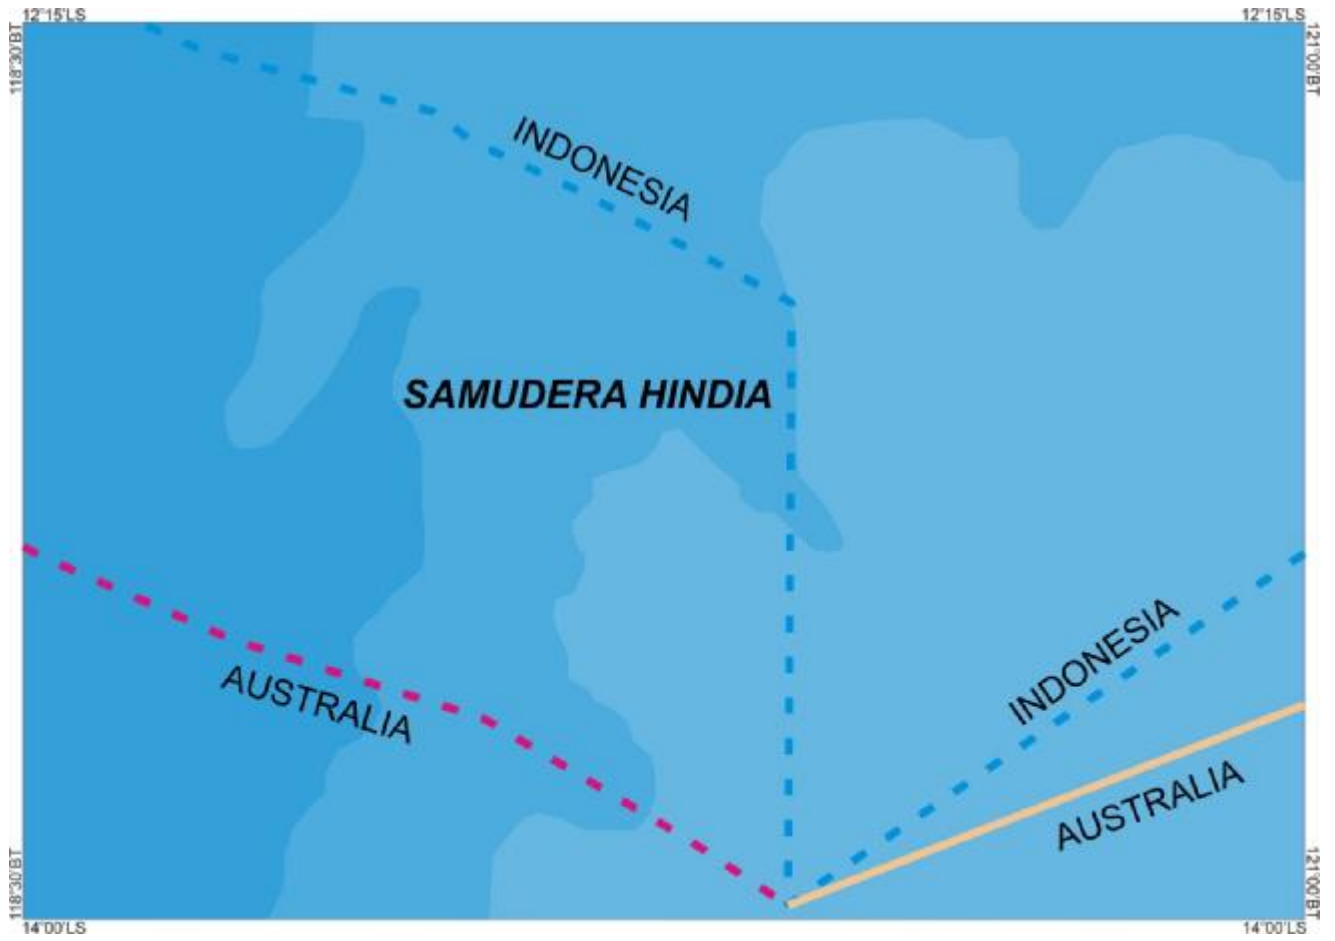 12°15'LS
12°15'LS
118°30'BT
121°00'BT
INDONESIA
SAMUDERA HINDIA
INDONESIA
AUSTRALIA
AUSTRALIA
118°30'BT
121°00'BT
14°00'LS
14°00'LS